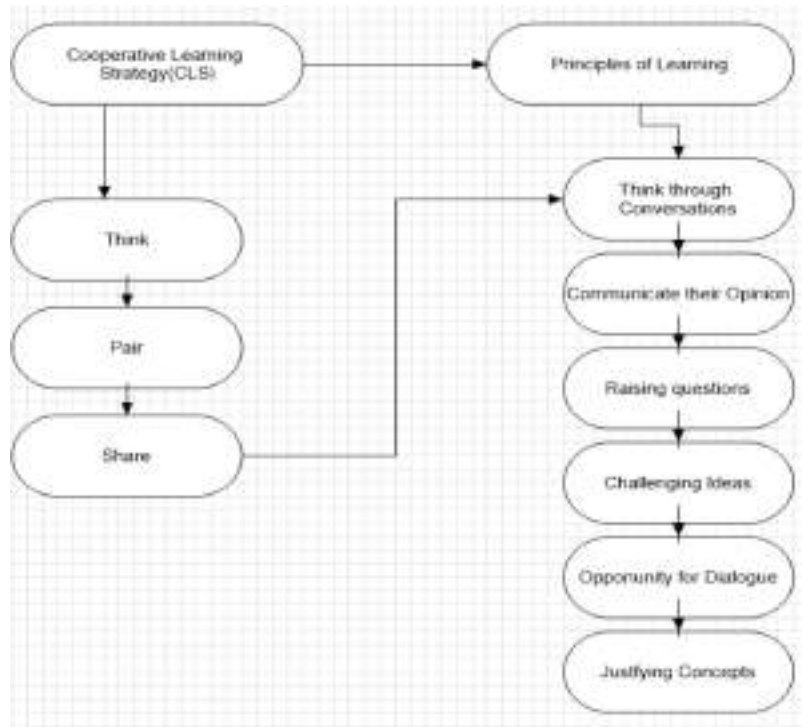 Cooperative Learning
Strategy(CLS)
Principles of Learning
Think
Pair
Share
Think through
Conversations
Communicate their Opinion
Raising questions
Challenging Ideas
Opponunity for Dialogue
Justifying Concepts